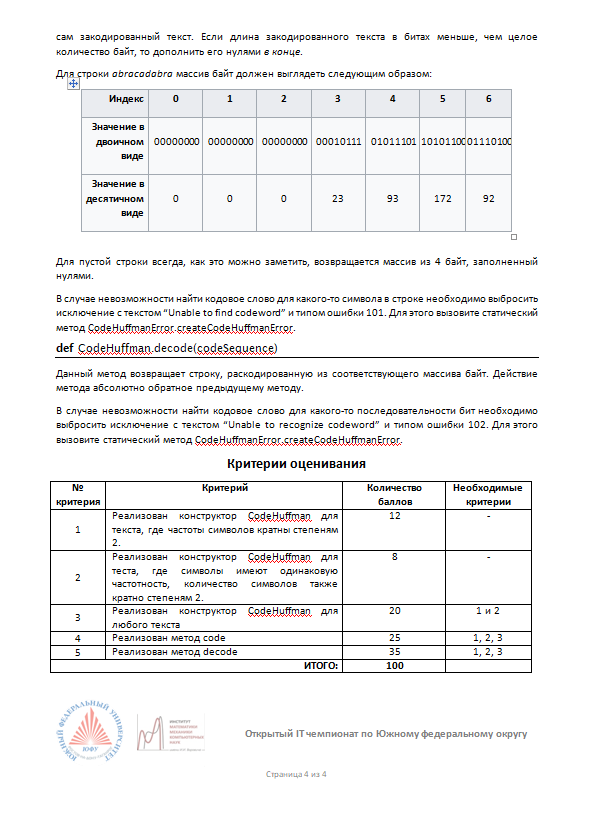 сам закодированный текст. Если длина закодированного текста в битах меньше, чем целое
количество байт, то дополнить его нулями в конце.
Для строки abracadabra массив байт должен выглядеть следующим образом:
Индекс 0 1 2 3 4 5 6
Значение в
двоичном
виде
00000000 00000000 00000000 00010111 01011101 10101100 01110100
Значение в
десятичном
виде
0 0 0 23 93 172 92
Для пустой строки всегда, как это можно заметить, возвращается массив из 4 байт, заполненный
нулями.
В случае невозможности найти кодовое слово для какого-то символа в строке необходимо выбросить
исключение с текстом “Unable to find codeword” и типом ошибки 101. Для этого вызовите статический
метод CodeHuffmanError.createCodeHuffmanError.
def CodeHuffman.decode(codeSequence)
Данный метод возвращает строку, раскодированную из соответствующего массива байт. Действие
метода абсолютно обратное предыдущему методу.
В случае невозможности найти кодовое слово для какого-то последовательности бит необходимо
выбросить исключение с текстом “Unable to recognize codeword” и типом ошибки 102. Для этого
вызовите статический метод CodeHuffmanError.createCodeHuffmanError.
Критерии оценивания
№
критерия
Критерий
Количество
баллов
Необходимые
критерии
1
Реализован конструктор CodeHuffman для
текста, где частоты символов кратны степеням
2.
12 -
2
Реализован конструктор CodeHuffman для
теста, где символы имеют одинаковую
частотность, количество символов также
кратно степеням 2.
8 -
3
Реализован конструктор CodeHuffman для
любого текста
20 1 и 2
4 Реализован метод code 25 1, 2, 3
5 Реализован метод decode 35 1, 2, 3
ИТОГО: 100
ЮЖНЫЙ ФЕДЕРАЛЬНЫЙ УНИВЕРСИТЕТ
ЮФУ
ИНСТИТУТ
МАТЕМАТИКИ
МЕХАНИКИ
КОМПЬЮТЕРНЫХ
НАУК
Открытый IT чемпионат по Южному федеральному округу
Страница 4 из 4